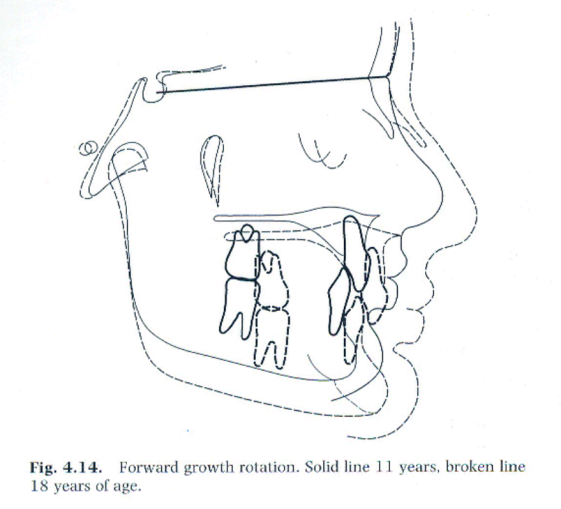 Fig. 4.14. Forward growth rotation. Solid line 11 years, broken line
18 years of age.